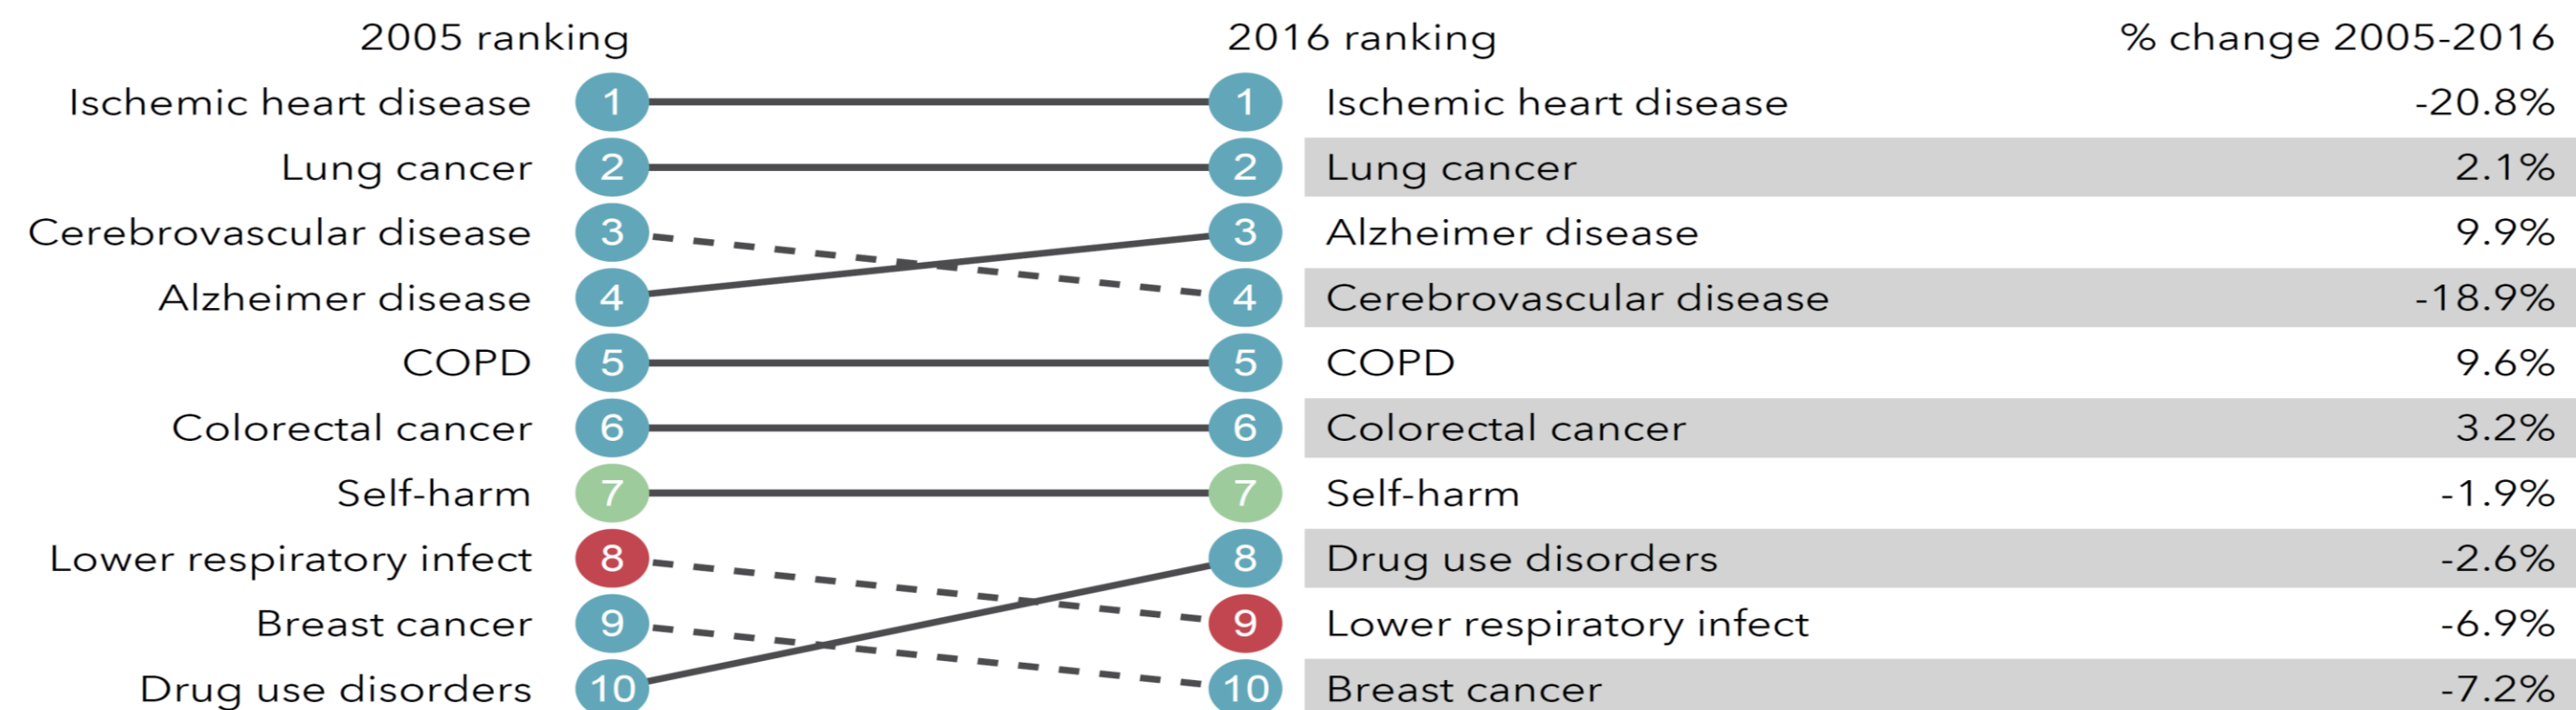 2005 ranking 2016 ranking % change 2005-2016
Ischemic heart disease 1 1 Ischemic heart disease -20.8%
Lung cancer 2 2 Lung cancer 2.1%
Cerebrovascular disease 3 3 Alzheimer disease 9.9%
Alzheimer disease 4 4 Cerebrovascular disease -18.9%
COPD 5 5 COPD 9.6%
Colorectal cancer 6 6 Colorectal cancer 3.2%
Self-harm 7 7 Self-harm -1.9%
Lower respiratory infect 8 8 Drug use disorders -2.6%
Breast cancer 9 9 Lower respiratory infect -6.9%
Drug use disorders 10 10 Breast cancer -7.2%